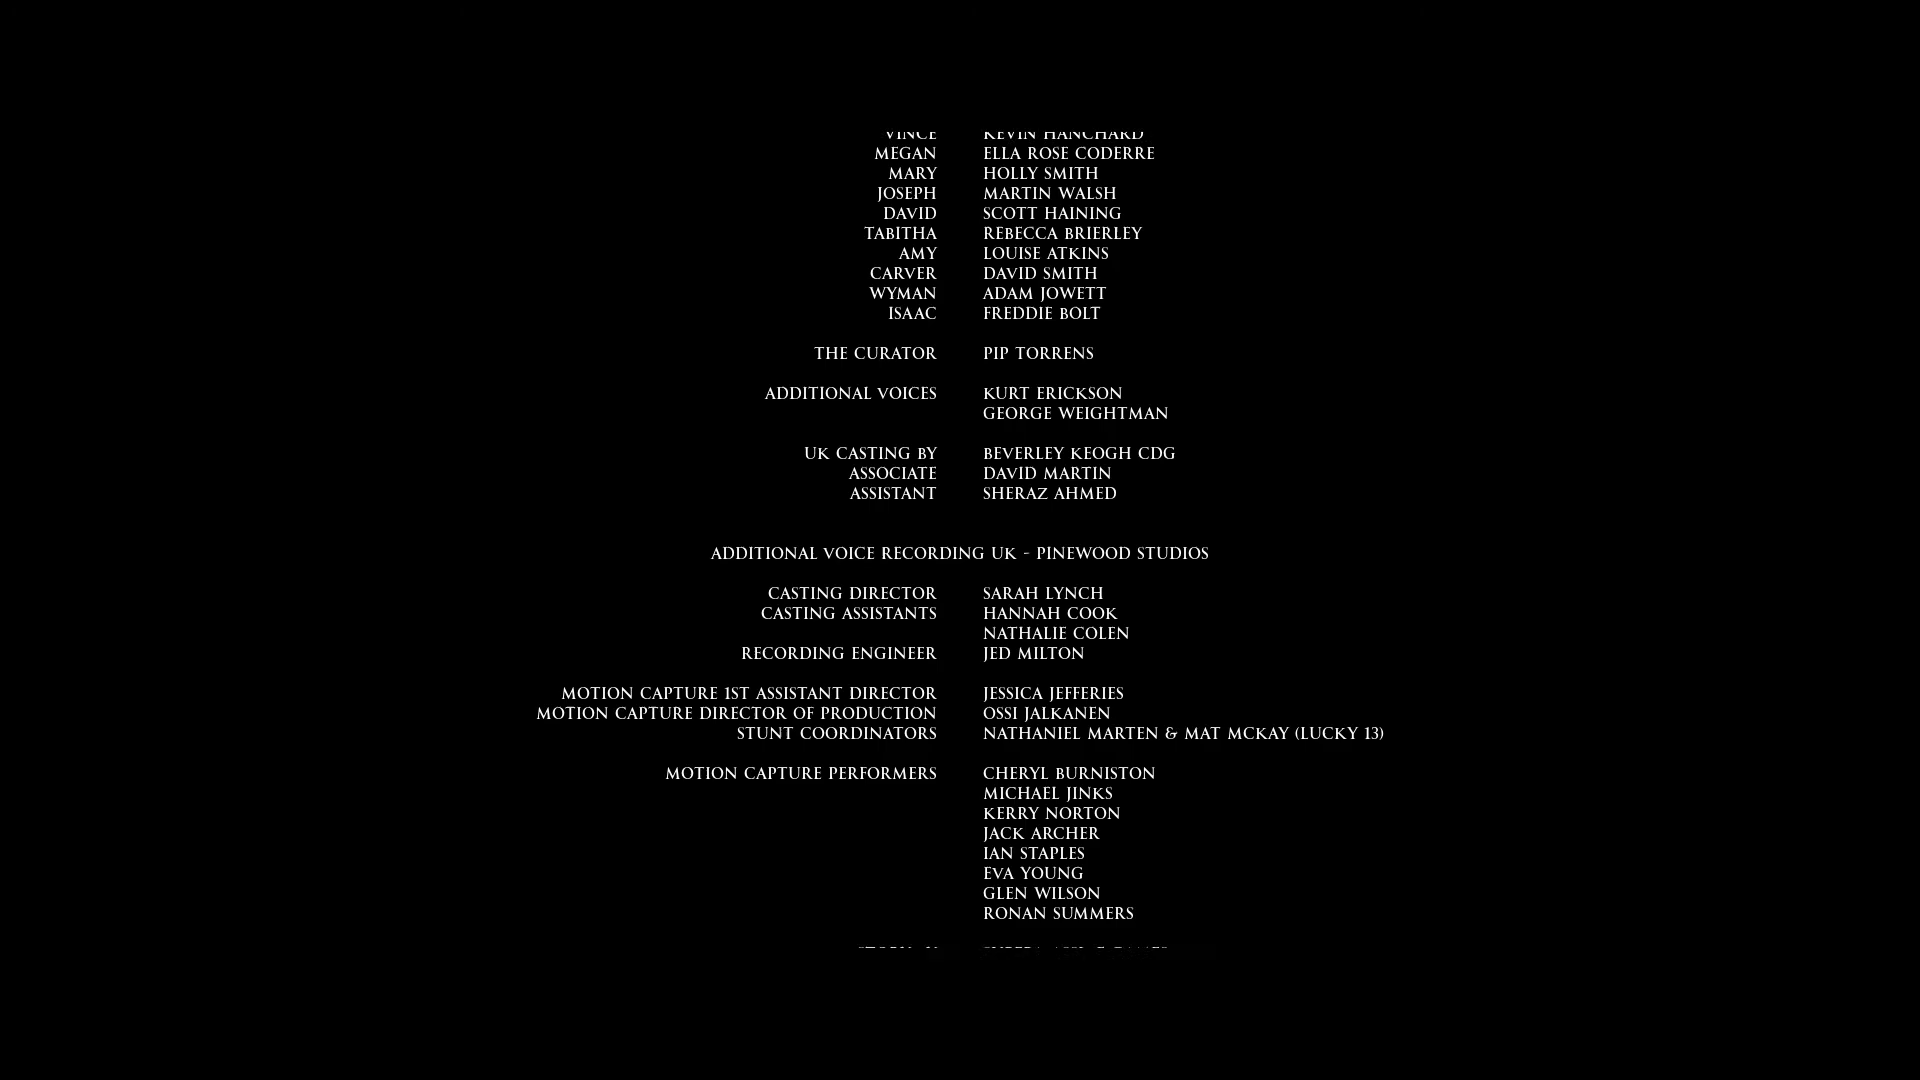 VINCE KEVIN HANCHARD
MEGAN ELLA ROSE CODERRE
MARY HOLLY SMITH
JOSEPH MARTIN WALSH
DAVID SCOTT HAINING
TABITHA REBECCA BRIERLEY
AMY LOUISE ATKINS
CARVER DAVID SMITH
WYMAN ADAM JOWETT
ISAAC FREDDIE BOLT
THE CURATOR PIP TORRENS
ADDITIONAL VOICES KURT ERICKSON
GEORGE WEIGHTMAN
UK CASTING BY BEVERLEY KEOGH CDG
ASSOCIATE DAVID MARTIN
ASSISTANT SHERAZ AHMED
ADDITIONAL VOICE RECORDING UK - PINEWOOD STUDIOS
CASTING DIRECTOR SARAH LYNCH
CASTING ASSISTANTS HANNAH COOK
NATHALIE COLEN
RECORDING ENGINEER JED MILTON
MOTION CAPTURE 1ST ASSISTANT DIRECTOR JESSICA JEFFERIES
MOTION CAPTURE DIRECTOR OF PRODUCTION OSSI JALKANEN
STUNT COORDINATORS NATHANIEL MARTEN & MAT MCKAY (LUCKY 13)
MOTION CAPTURE PERFORMERS CHERYL BURNISTON
MICHAEL JINKS
KERRY NORTON
JACK ARCHER
IAN STAPLES
EVA YOUNG
GLEN WILSON
RONAN SUMMERS